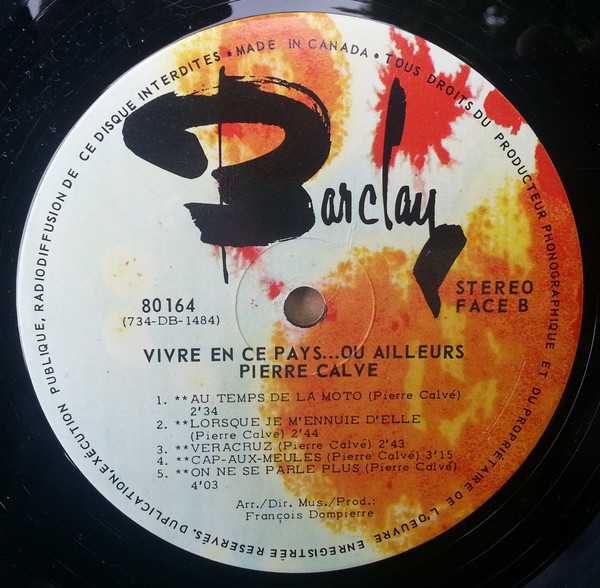 DUPLICATION, EXÉCUTION PUBLIQUE, RADIODIFFUSION DE CE DISQUE INTERDITES • MADE IN CANADA • TOUS DROITS DU PRODUCTEUR PHONOGRAPHIQUE ET DU PROPRIÉTAIRE DE L'OEUVRE ENREGISTRÉE RESERVÉS.
Barclay
80164
(734-DB-1484)
STEREO
FACE B
VIVRE EN CE PAYS...OU AILLEURS
PIERRE CALVE
1. **AU TEMPS DE LA MOTO (Pierre Calvé)
2'34
2. **LORSQUE JE M'ENNUIE D'ELLE
(Pierre Calvé) 2'44
3. **VERACRUZ (Pierre Calvé) 2'43
4. **CAP-AUX-MEULES (Pierre Calvé) 3'15
5. **ON NE SE PARLE PLUS (Pierre Calvé)
4'03
Arr./Dir. Mus./Prod.:
François Dompierre